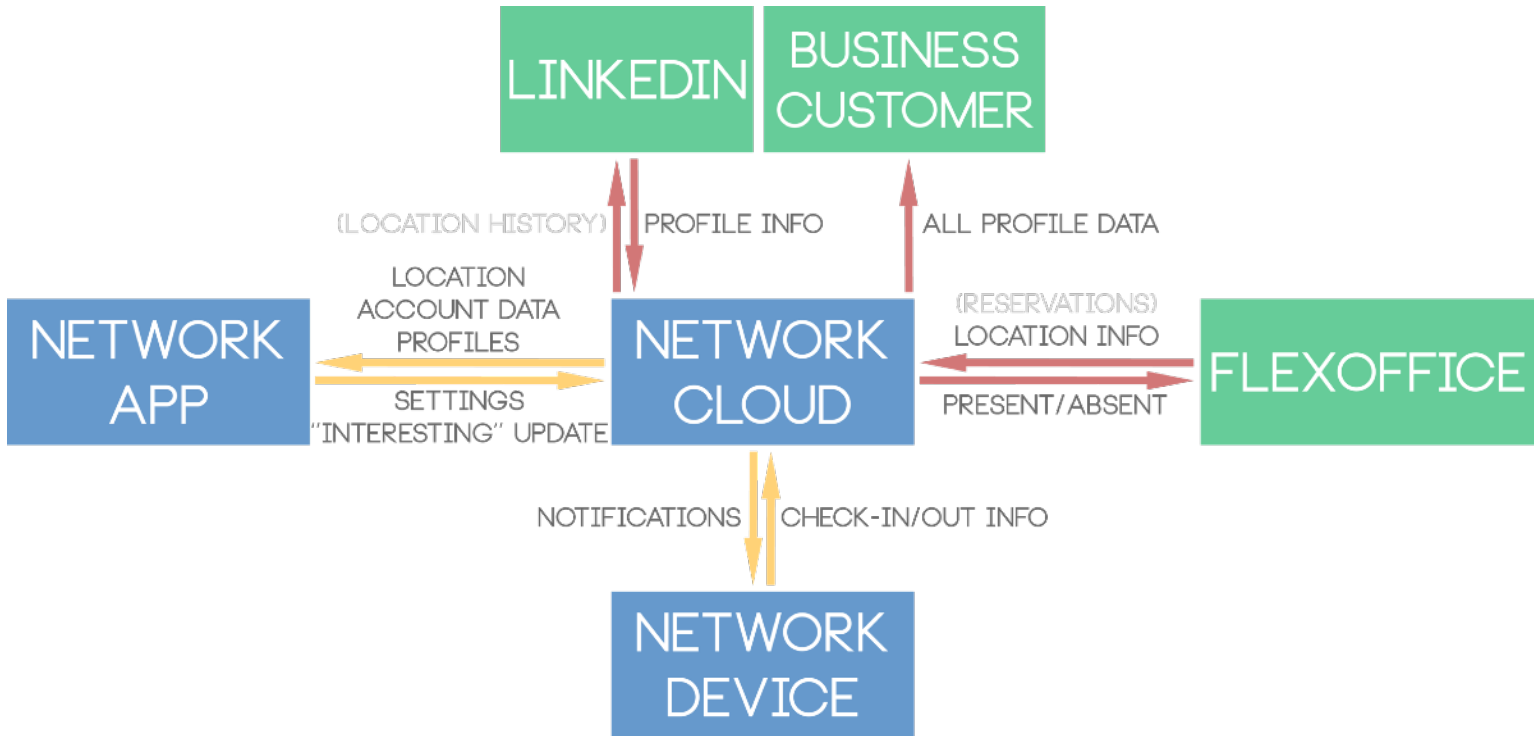 LINKEDIN
BUSINESS
CUSTOMER
(LOCATION HISTORY)
PROFILE INFO
ALL PROFILE DATA
LOCATION
ACCOUNT DATA
PROFILES
(RESERVATIONS)
LOCATION INFO
NETWORK
APP
NETWORK
CLOUD
FLEXOFFICE
SETTINGS
"INTERESTING" UPDATE
PRESENT/ABSENT
NOTIFICATIONS
CHECK-IN/OUT INFO
NETWORK
DEVICE